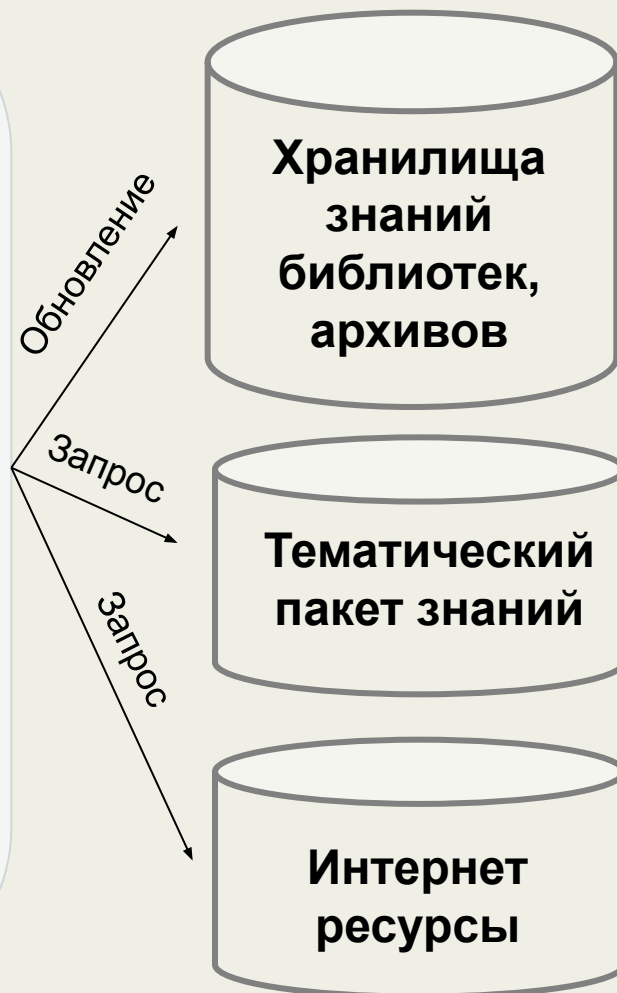 Обновление
Хранилища
знаний
библиотек,
архивов
Запрос
Тематический
пакет знаний
Запрос
Интернет
ресурсы